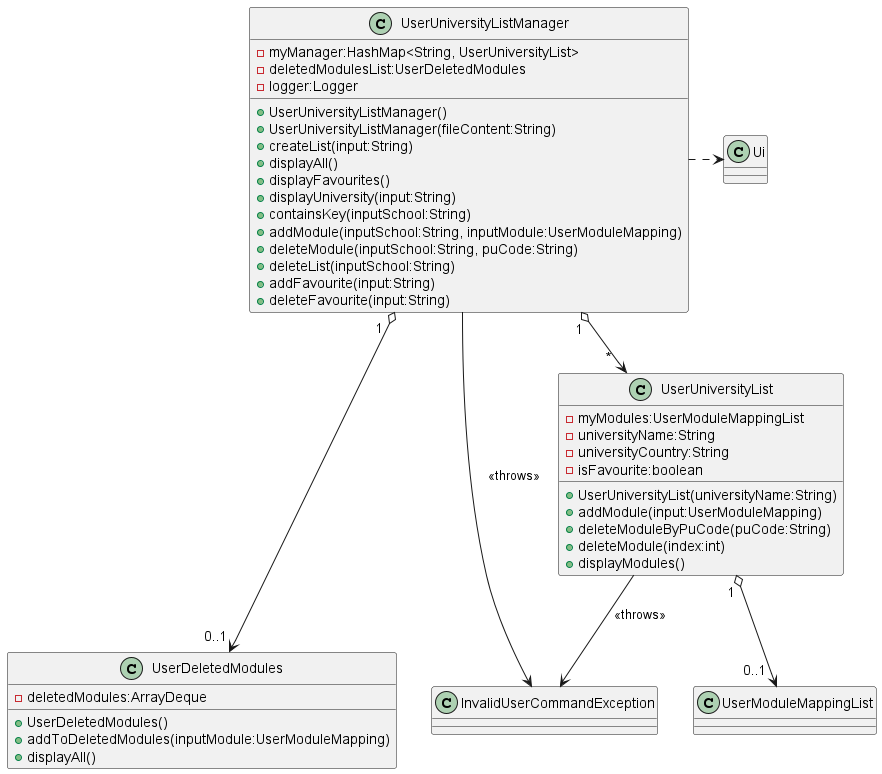 C UserUniversityListManager
myManager:HashMap<String, UserUniversityList>
deletedModulesList:UserDeletedModules
logger:Logger
UserUniversityListManager()
UserUniversityListManager(fileContent:String)
createList(input:String)
displayAll()
displayFavourites()
displayUniversity(input:String)
containsKey(inputSchool:String)
addModule(inputSchool:String, inputModule:UserModuleMapping)
deleteModule(inputSchool:String, puCode:String)
deleteList(inputSchool:String)
addFavourite(input:String)
deleteFavourite(input:String)
C Ui
1
1
*
C UserUniversityList
myModules:UserModuleMappingList
universityName:String
universityCountry:String
isFavourite:boolean
UserUniversityList(universityName:String)
addModule(input:UserModuleMapping)
deleteModuleByPuCode(puCode:String)
deleteModule(index:int)
displayModules()
«throws»
1
«throws»
0..1
0..1
C UserDeletedModules
deletedModules:ArrayDeque
UserDeletedModules()
addToDeletedModules(inputModule:UserModuleMapping)
displayAll()
C InvalidUserCommandException
C UserModuleMappingList